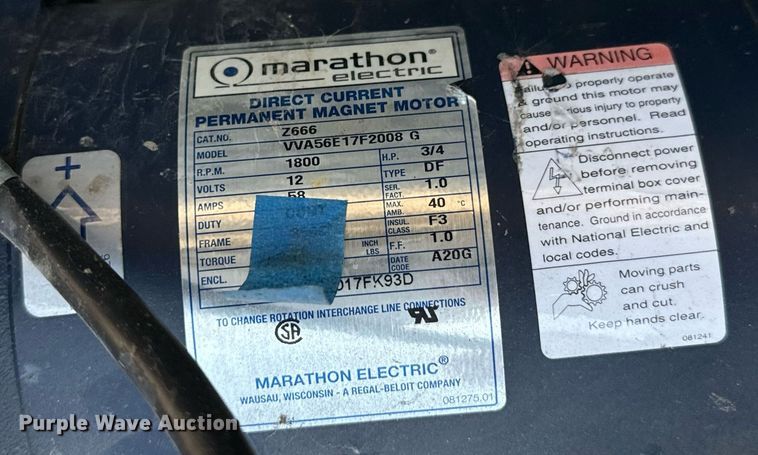 marathon®
electric
DIRECT CURRENT
PERMANENT MAGNET MOTOR
CAT.NO. Z666
MODEL VVA56E17F2008 G
R.P.M. 1800 H.P. 3/4
VOLTS 12 TYPE DF
AMPS 58 SER. FACT. 1.0
DUTY MAX. AMB. 40 °C
FRAME INSUL CLASS F3
TORQUE INCH LBS F.F. 1.0
ENCL. DATE CODE A20G
D17FK93D
TO CHANGE ROTATION INTERCHANGE LINE CONNECTIONS
MARATHON ELECTRIC®
WAUSAU, WISCONSIN - A REGAL-BELOIT COMPANY
081275.01
WARNING
to properly operate
& ground this motor may
cause serious injury to property
and/or personnel. Read
operating instructions.
Disconnect power
before removing
terminal box cover
and/or performing main-
tenance. Ground in accordance
with National Electric and
local codes.
Moving parts
can crush
and cut.
Keep hands clear.
081241
+
Purple Wave Auction